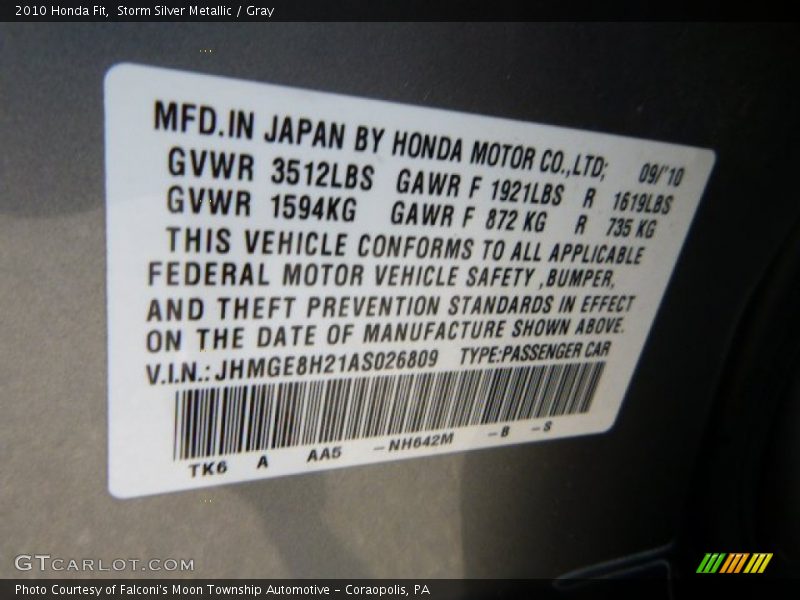 2010 Honda Fit, Storm Silver Metallic / Gray
MFD.IN JAPAN BY HONDA MOTOR CO.,LTD; 09/'10
GVWR 3512LBS GAWR F 1921LBS R 1619LBS
GVWR 1594KG GAWR F 872 KG R 735 KG
THIS VEHICLE CONFORMS TO ALL APPLICABLE
FEDERAL MOTOR VEHICLE SAFETY ,BUMPER,
AND THEFT PREVENTION STANDARDS IN EFFECT
ON THE DATE OF MANUFACTURE SHOWN ABOVE.
V.I.N.: JHMGE8H21AS026809 TYPE:PASSENGER CAR
TK6 A AA5 -NH642M -B -S
GTCARLOT.COM
Photo Courtesy of Falconi's Moon Township Automotive - Coraopolis, PA